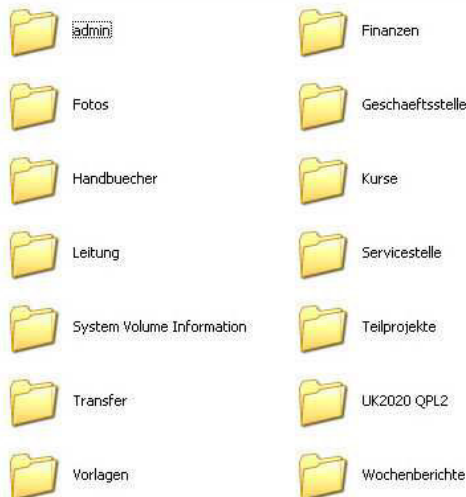 admin
Finanzen
Fotos
Geschaeftsstelle
Handbuecher
Kurse
Leitung
Servicestelle
System Volume Information
Teilprojekte
Transfer
UK2020 QPL2
Vorlagen
Wochenberichte